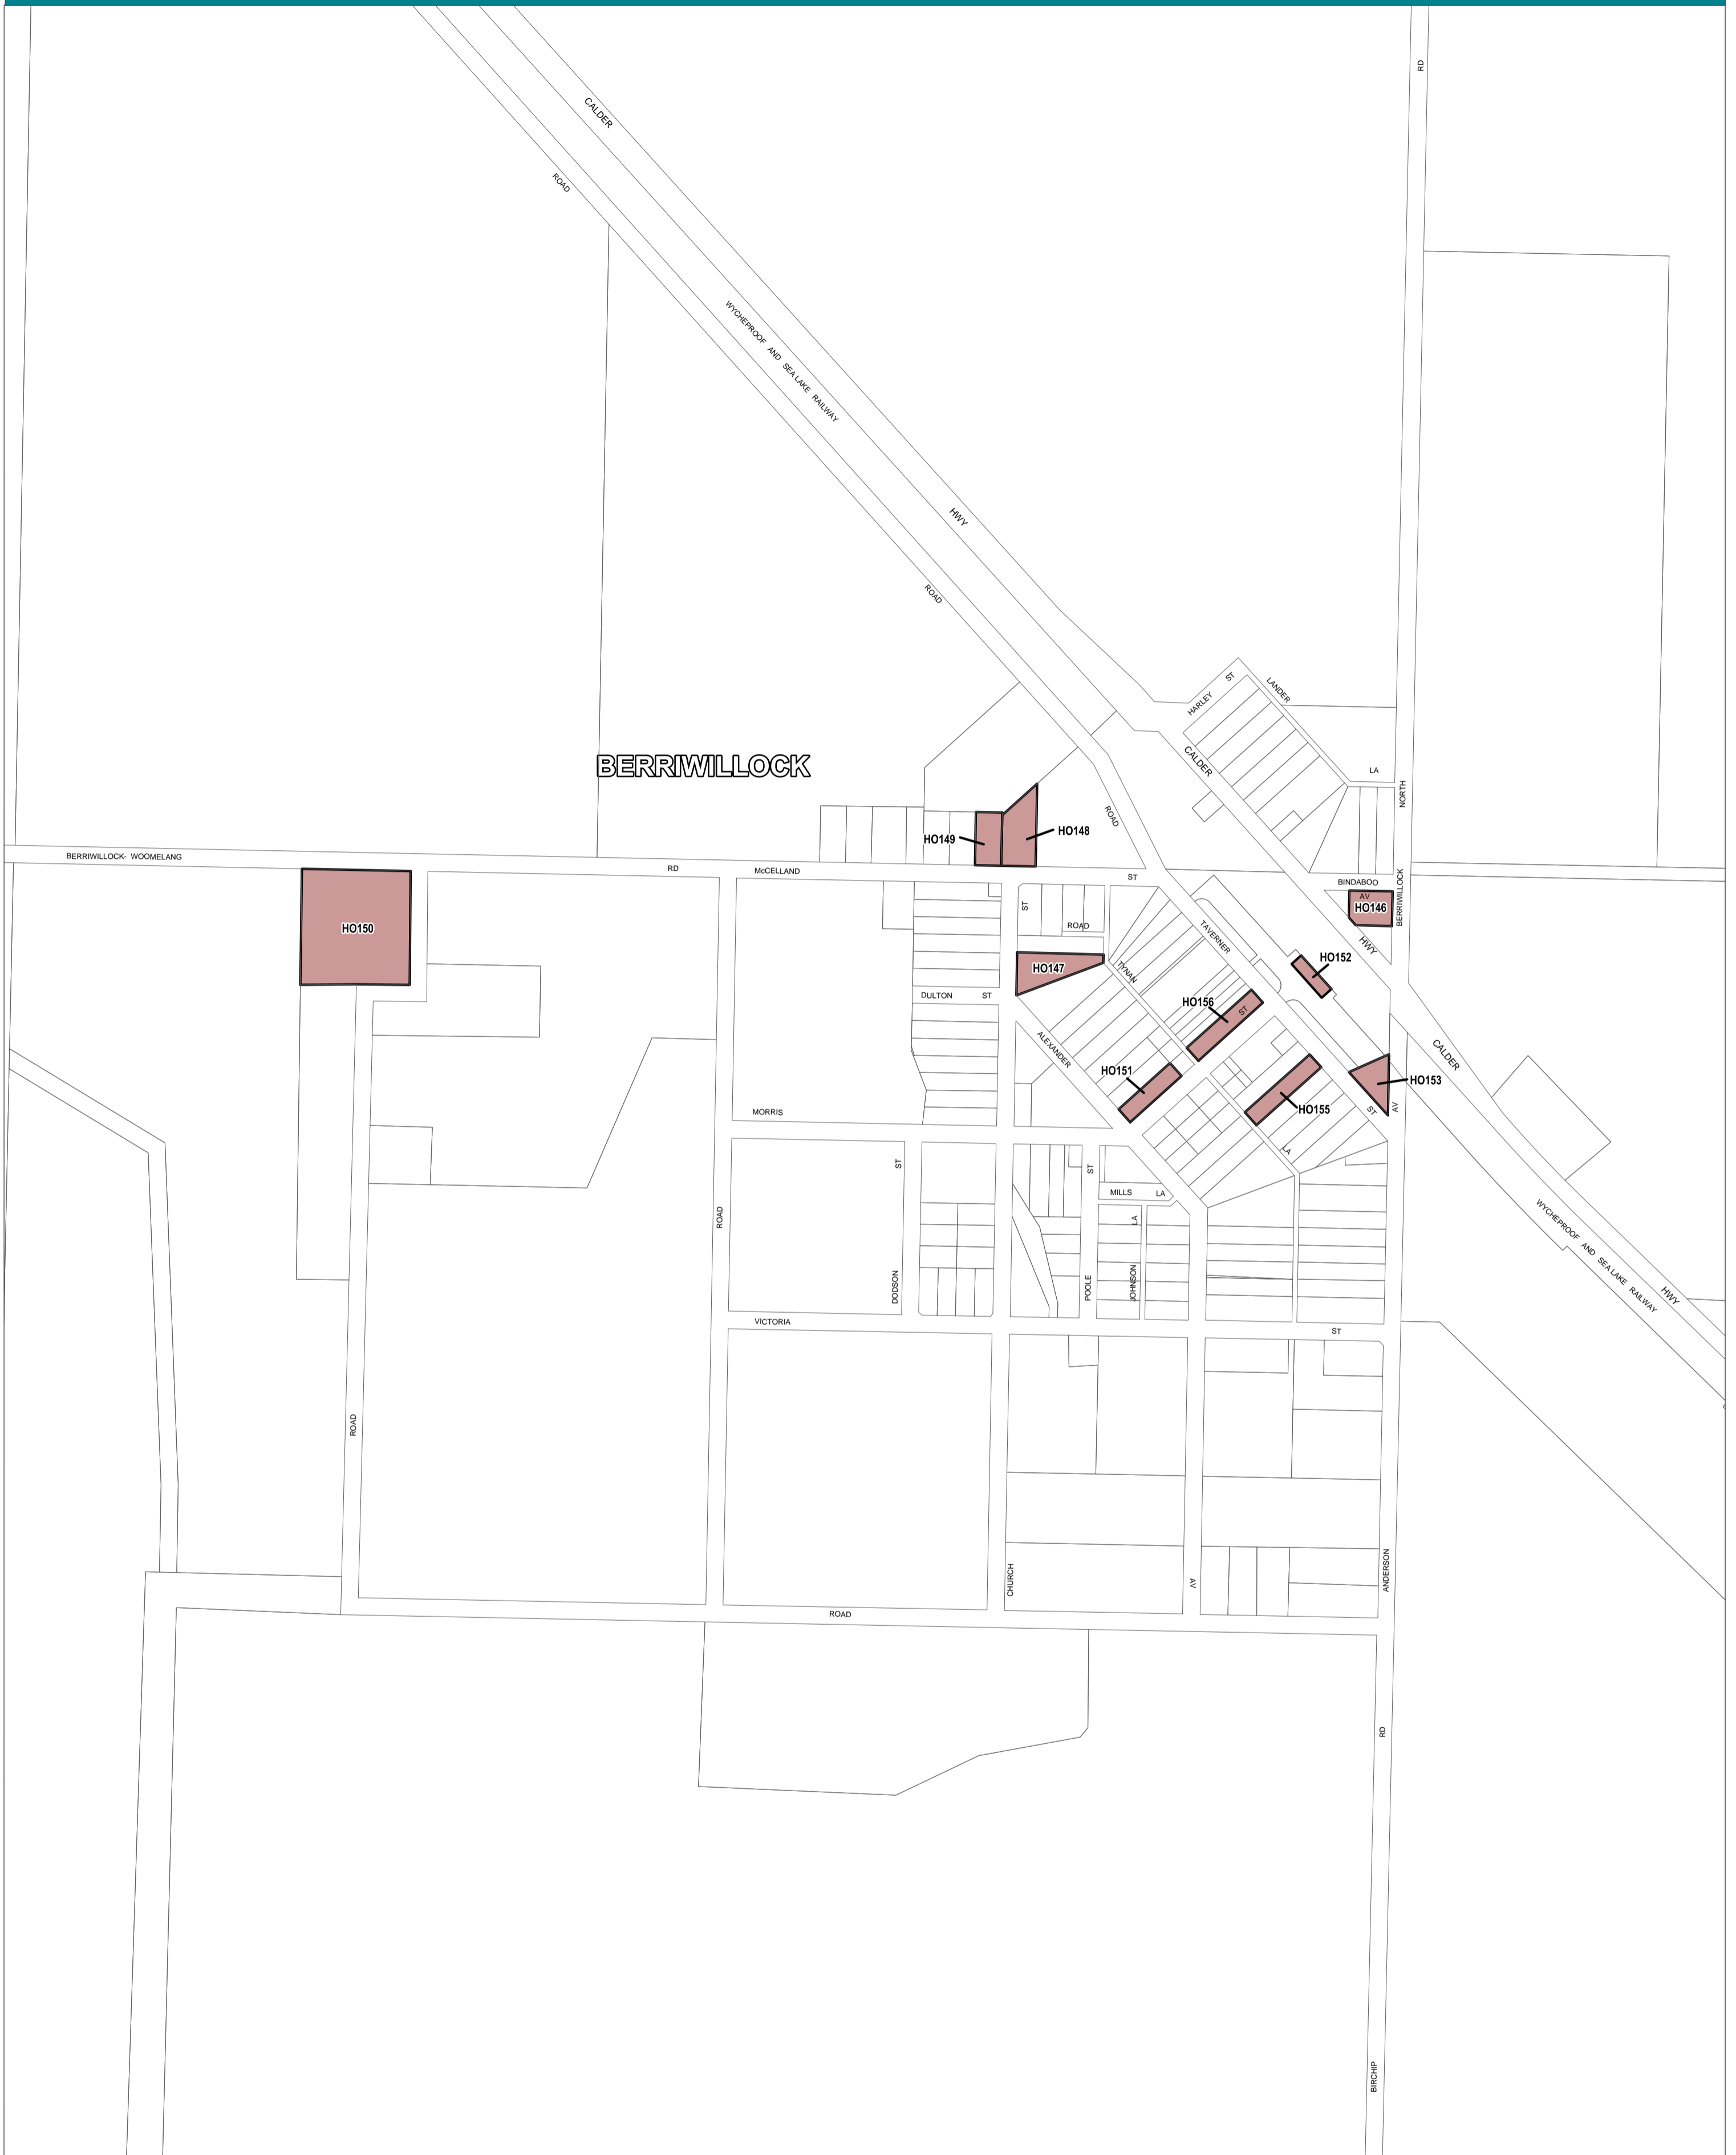 RD
CALDER
ROAD
WYCHEPROOF AND SEA LAKE RAILWAY
HWY
ROAD
HARLEY ST
LANDER
CALDER
LA
NORTH
BERRIWILLOCK
ROAD
HO149
HO148
BERRIWILLOCK- WOOMELANG
RD
McCELLAND
ST
BINDABOO
AV
HO146
BERRIWILLOCK
HO150
ST
ROAD
TAVERNER
HWY
HO152
HO147
TYNAN
DULTON ST
HO156
ST
ALEXANDER
CALDER
HO151
HO153
HO155
ST
AV
MORRIS
LA
ST
ST
MILLS LA
ROAD
LA
WYCHEPROOF AND SEA LAKE RAILWAY
HWY
DODSON
POOLE
JOHNSON
VICTORIA
ST
ROAD
CHURCH
AV
ANDERSON
ROAD
RD
BIRCHIP